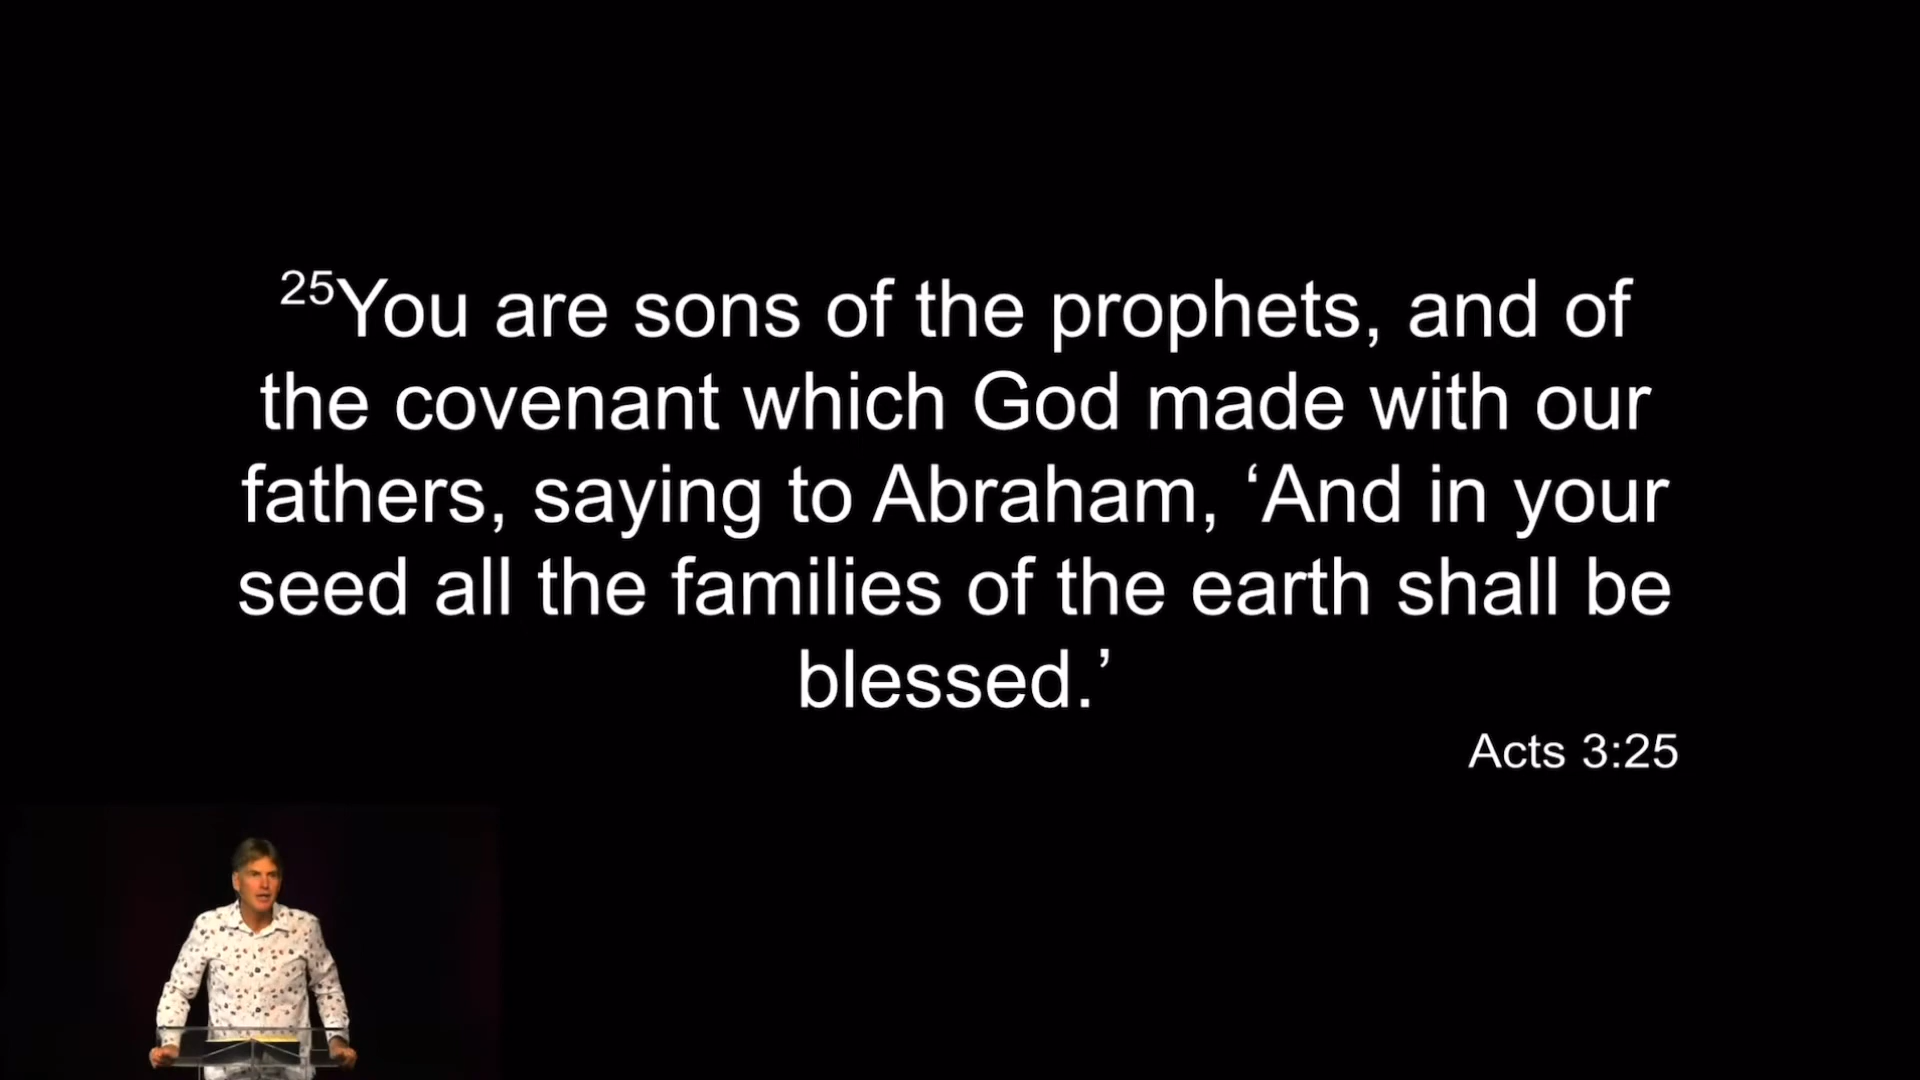 25You are sons of the prophets, and of
the covenant which God made with our
fathers, saying to Abraham, ‘And in your
seed all the families of the earth shall be
blessed.’
Acts 3:25